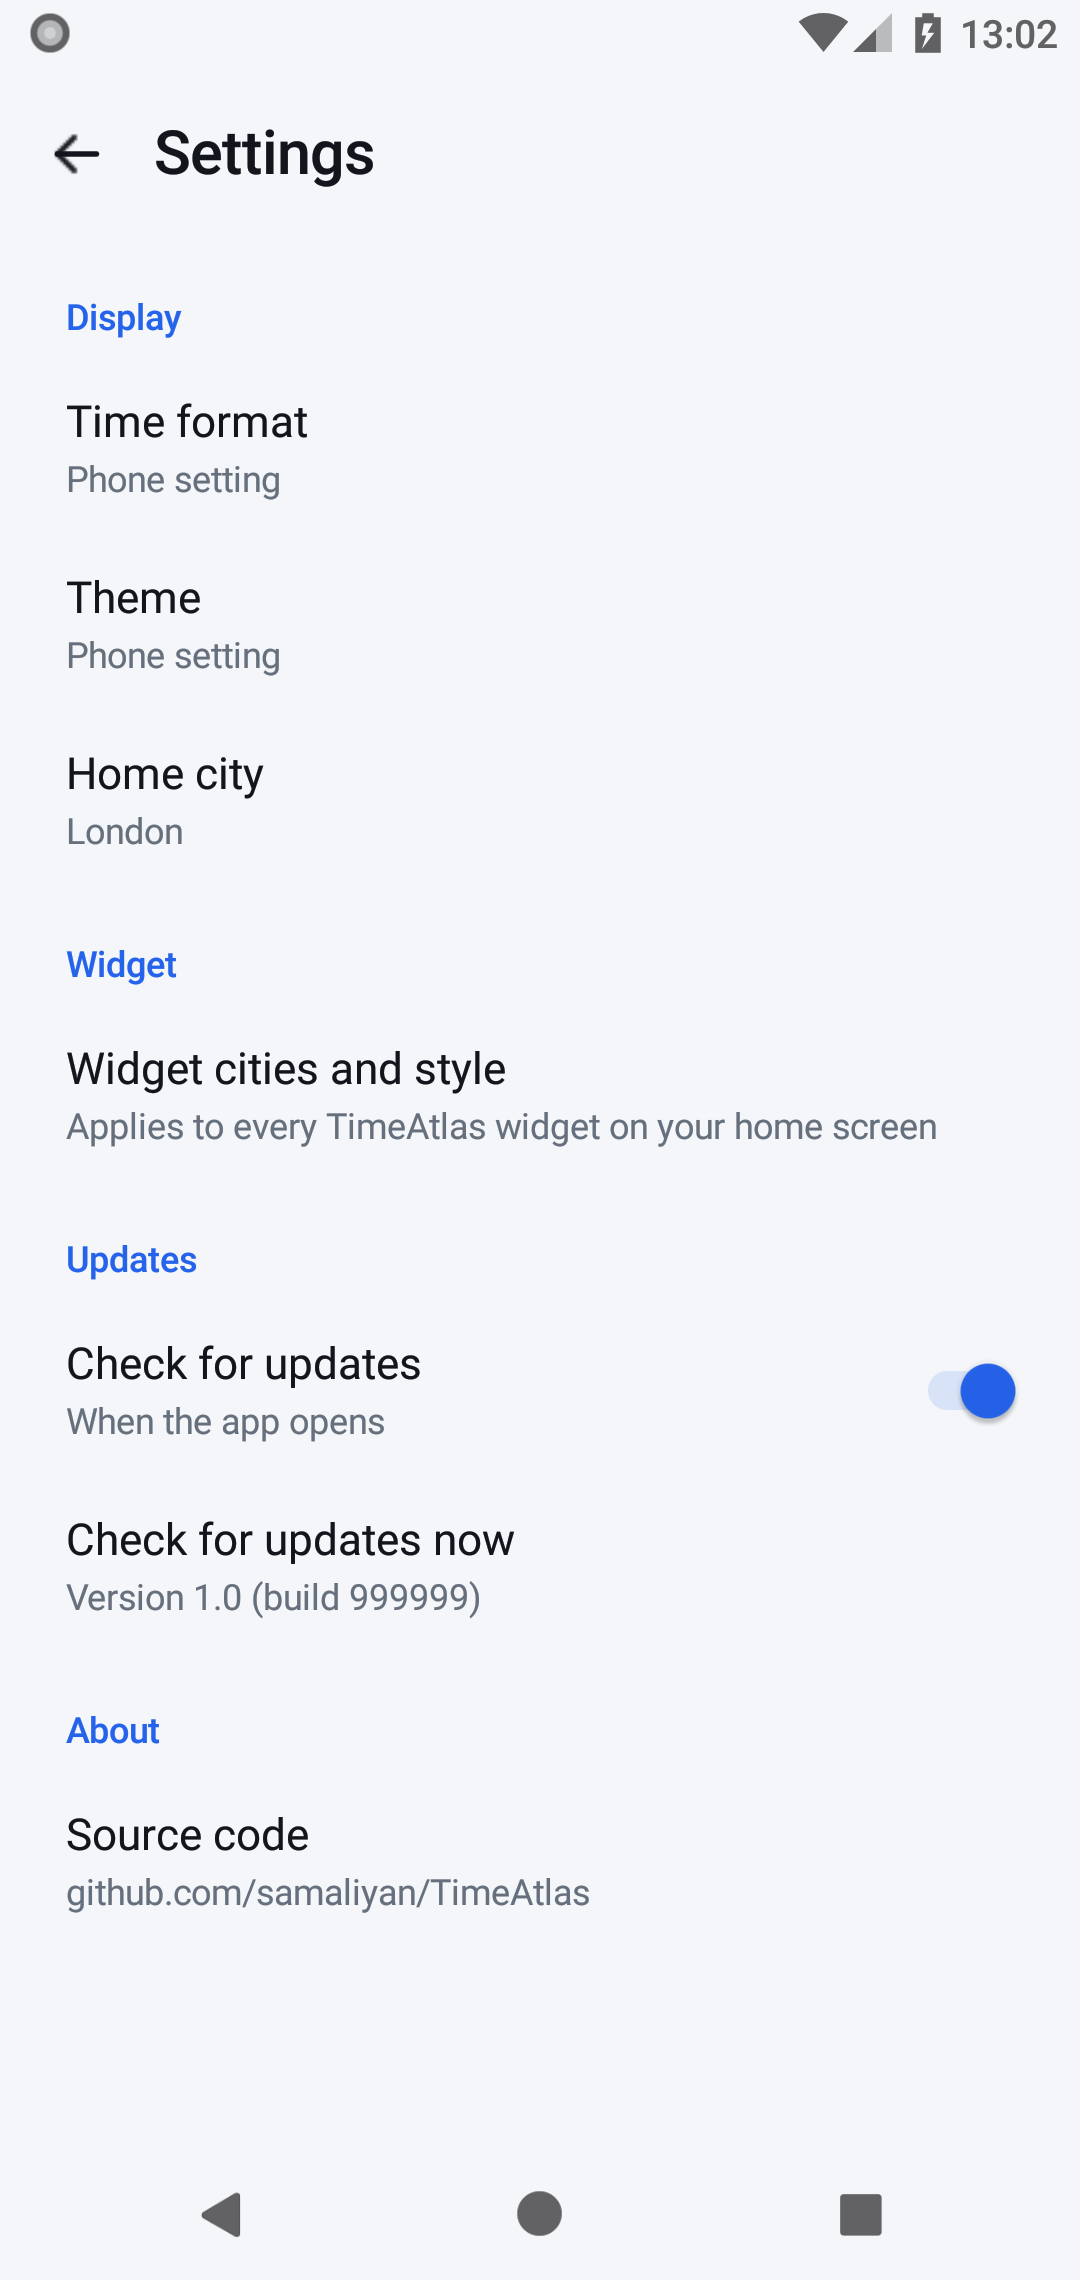 13:02
Settings
Display
Time format
Phone setting
Theme
Phone setting
Home city
London
Widget
Widget cities and style
Applies to every TimeAtlas widget on your home screen
Updates
Check for updates
When the app opens
Check for updates now
Version 1.0 (build 999999)
About
Source code
github.com/samaliyan/TimeAtlas